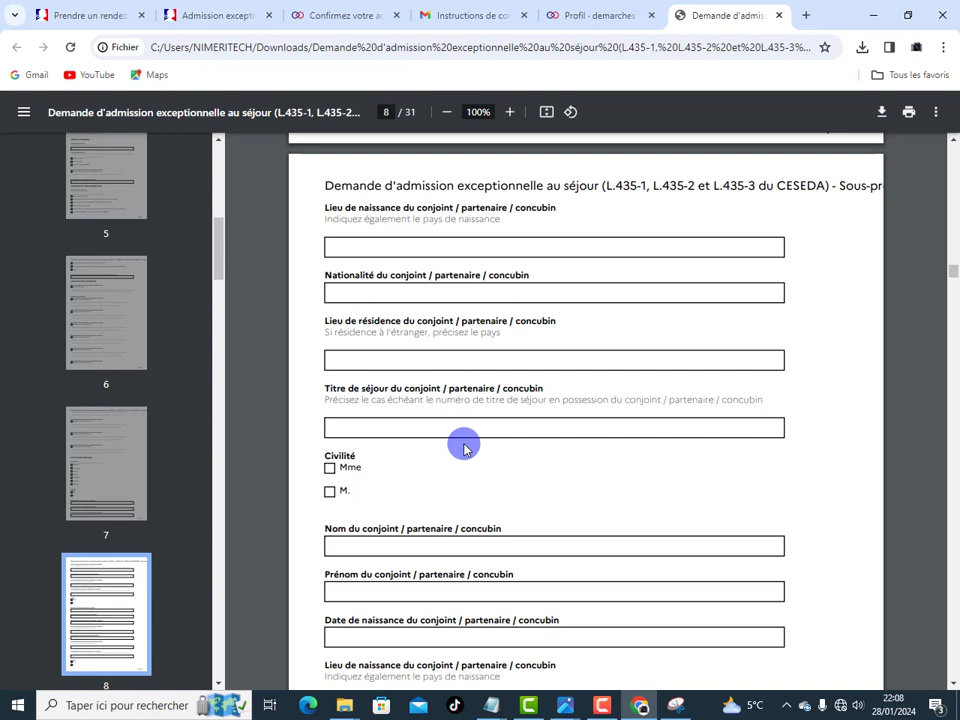 Prendre un rendez
Admission excepti
Confirmez votre ac
Instructions de con
Profil - demarches
Demande d'admiss
Fichier
C:/Users/NIMERITECH/Downloads/Demande%20d'admission%20exceptionnelle%20au%20séjour%20(L.435-1,%20L.435-2%20et%20L.435-3%...
Gmail
YouTube
Maps
Tous les favoris
Demande d'admission exceptionnelle au séjour (L.435-1, L.435-2...
8 / 31
100%
5
6
7
8
Demande d'admission exceptionnelle au séjour (L.435-1, L.435-2 et L.435-3 du CESEDA) - Sous-pr
Lieu de naissance du conjoint / partenaire / concubin
Indiquez également le pays de naissance
Nationalité du conjoint / partenaire / concubin
Lieu de résidence du conjoint / partenaire / concubin
Si résidence à l'étranger, précisez le pays
Titre de séjour du conjoint / partenaire / concubin
Précisez le cas échéant le numéro de titre de séjour en possession du conjoint / partenaire / concubin
Civilité
Mme
M.
Nom du conjoint / partenaire / concubin
Prénom du conjoint / partenaire / concubin
Date de naissance du conjoint / partenaire / concubin
Lieu de naissance du conjoint / partenaire / concubin
Indiquez également le pays de naissance
Taper ici pour rechercher
5°C
22:08
28/01/2024
3